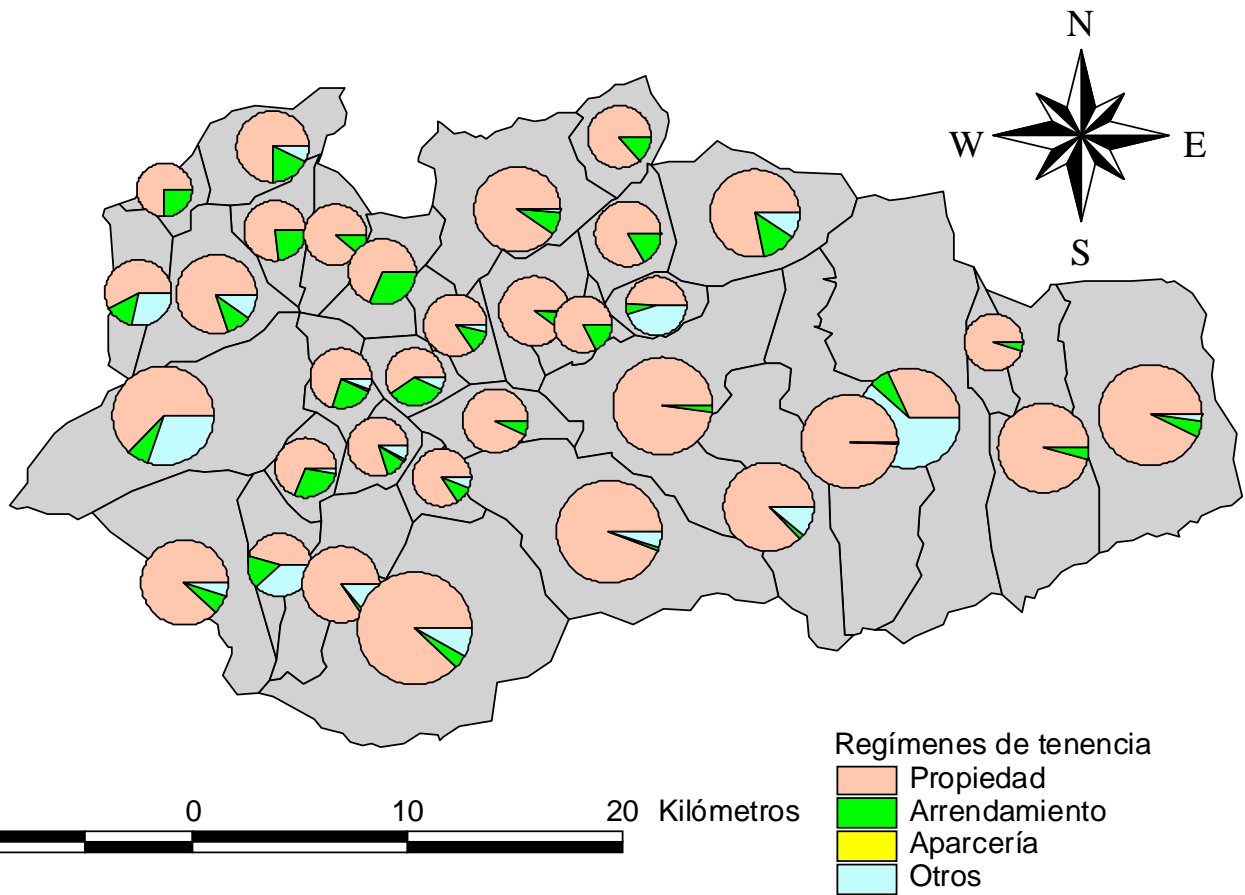 N
W E
S
Regímenes de tenencia
Propiedad
Arrendamiento
Aparcería
Otros
0 10 20 Kilómetros